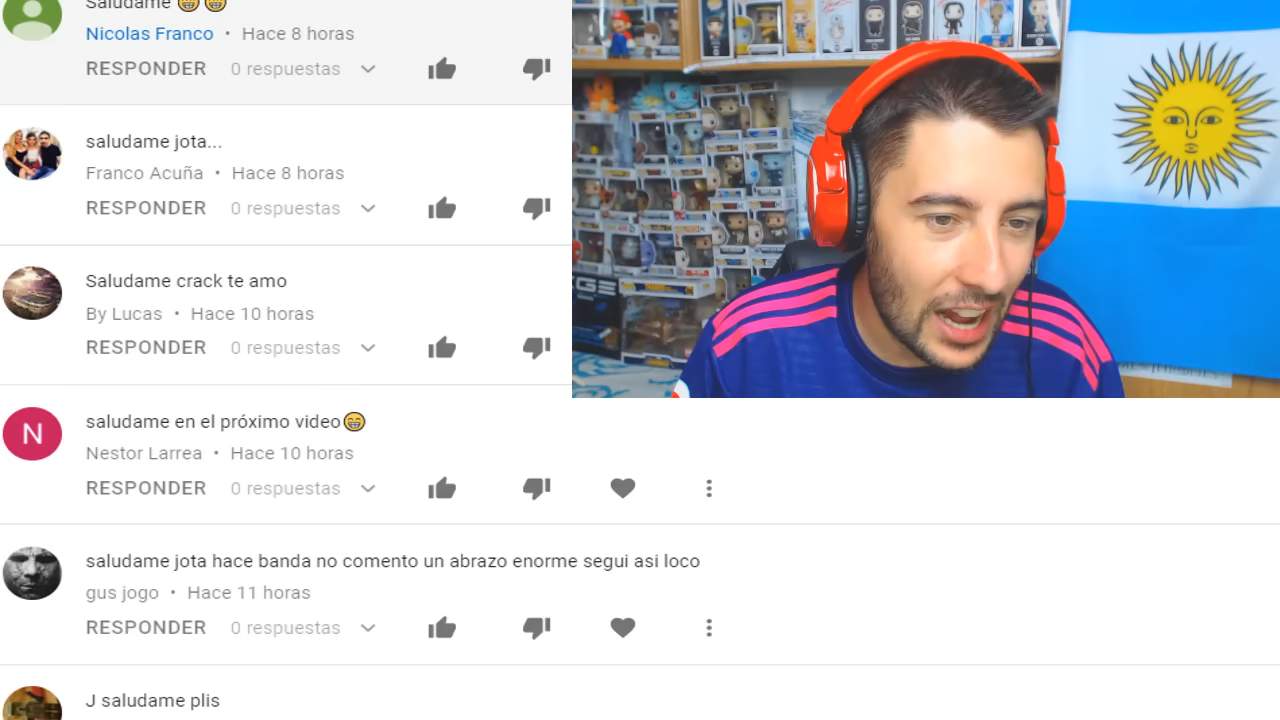 Saludame 😁😁
Nicolas Franco • Hace 8 horas
RESPONDER 0 respuestas
saludame jota...
Franco Acuña • Hace 8 horas
RESPONDER 0 respuestas
Saludame crack te amo
By Lucas • Hace 10 horas
RESPONDER 0 respuestas
N
saludame en el próximo video😁
Nestor Larrea • Hace 10 horas
RESPONDER 0 respuestas
saludame jota hace banda no comento un abrazo enorme segui asi loco
gus jogo • Hace 11 horas
RESPONDER 0 respuestas
J saludame plis